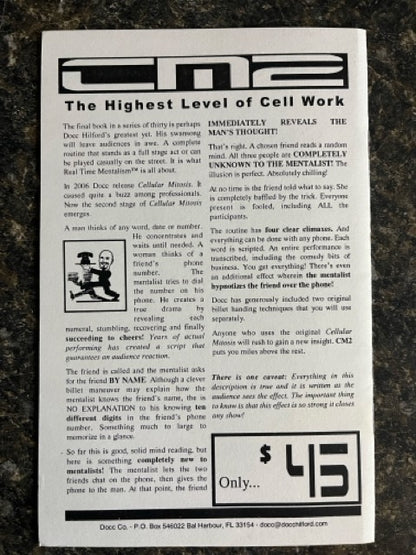 CM2
The Highest Level of Cell Work
The final book in a series of thirty is perhaps
Docc Hilford's greatest yet. His swansong
will leave audiences in awe. A complete
routine that stands as a full stage act or can
be played casually on the street. It is what
Real Time Mentalism™ is all about.
In 2006 Docc release Cellular Mitosis. It
caused quite a buzz among professionals.
Now the second stage of Cellular Mitosis
emerges.
A man thinks of any word, date or number.
He concentrates and
waits until needed. A
woman thinks of a
friend's phone
number. The
mentalist tries to dial
the number on his
phone. He creates a
true drama by
revealing each
numeral, stumbling, recovering and finally
succeeding to cheers! Years of actual
performing has created a script that
guarantees an audience reaction.
The friend is called and the mentalist asks
for the friend BY NAME. Although a clever
billet maneuver may explain how the
mentalist knows the friend's name, the is
NO EXPLANATION to his knowing ten
different digits in the friend's phone
number. Something much to large to
memorize in a glance.
So far this is good, solid mind reading, but
here is something completely new to
mentalists! The mentalist lets the two
friends chat on the phone, then gives the
phone to the man. At that point, the friend
IMMEDIATELY REVEALS THE
MAN'S THOUGHT!
That's right. A chosen friend reads a random
mind. All three people are COMPLETELY
UNKNOWN TO THE MENTALIST! The
illusion is perfect. Absolutely chilling!
At no time is the friend told what to say. She
is completely baffled by the trick. Everyone
present is fooled, including ALL the
participants.
The routine has four clear climaxes. And
everything can be done with any phone. Each
word is scripted. An entire performance is
transcribed, including the comedy bits of
business. You get everything! There's even
an additional effect wherein the mentalist
hypnotizes the friend over the phone!
Docc has generously included two original
billet handing techniques that you will use
separately.
Anyone who uses the original Cellular
Mitosis will rush to gain a new insight. CM2
puts you miles above the rest.
There is one caveat: Everything in this
description is true and it is written as the
audience sees the effect. The important thing
to know is that this effect is so strong it closes
any show!
Only... $45
Docc Co. - P.O. Box 546022 Bal Harbour, FL 33154 - docc@docchilford.com